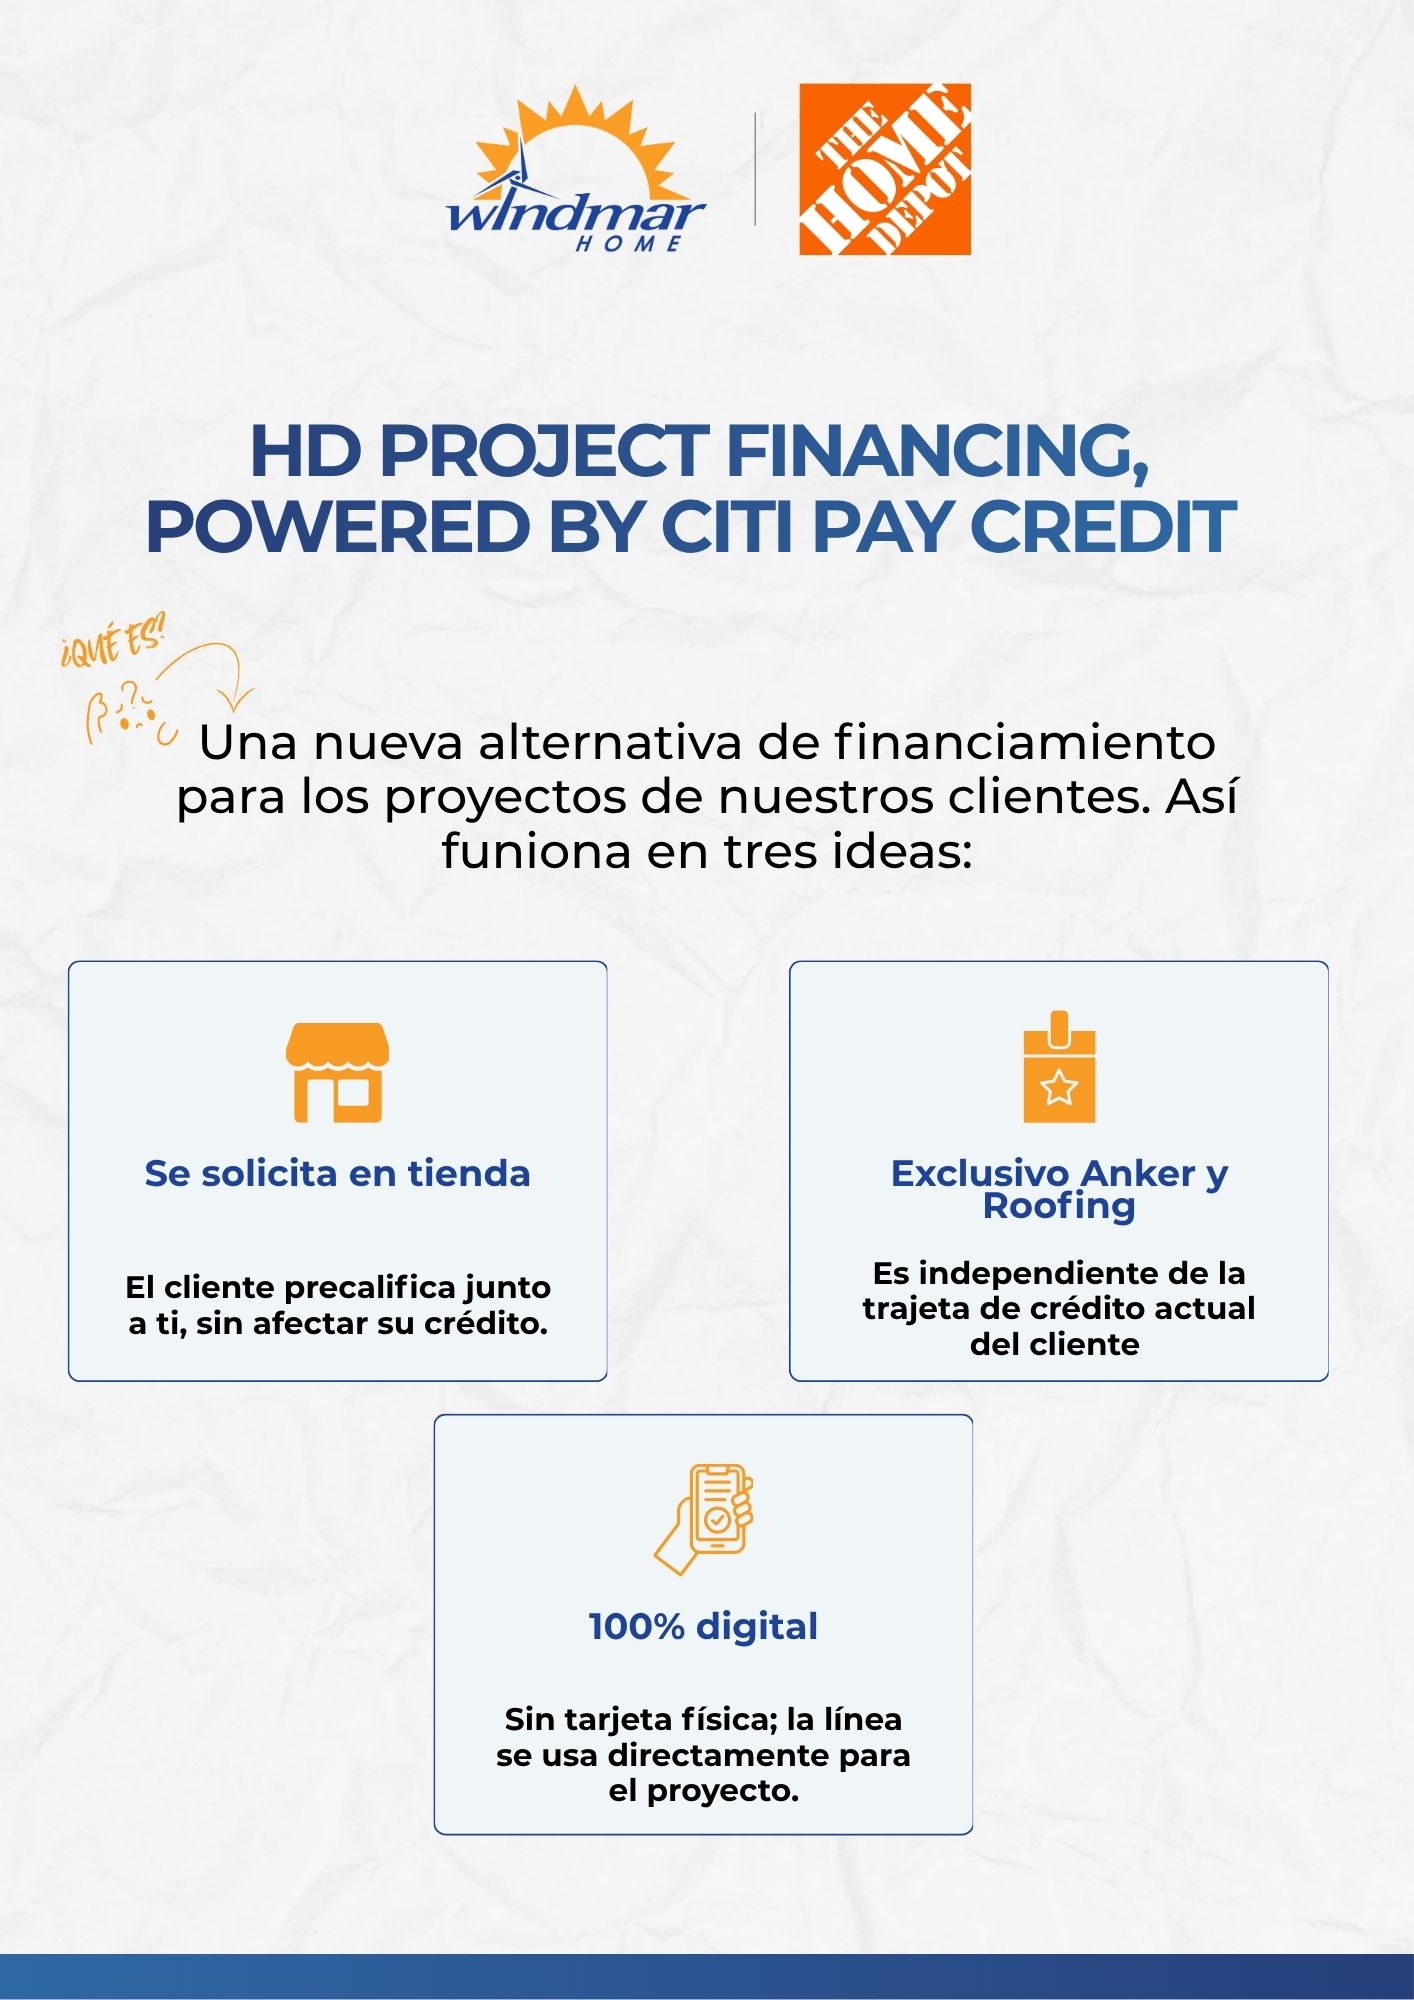 windmar
HOME
THE
HOME
DEPOT
HD PROJECT FINANCING,
POWERED BY CITI PAY CREDIT
¿QUÉ ES?
Una nueva alternativa de financiamiento
para los proyectos de nuestros clientes. Así
funiona en tres ideas:
Se solicita en tienda
El cliente precalifica junto
a ti, sin afectar su crédito.
Exclusivo Anker y
Roofing
Es independiente de la
trajeta de crédito actual
del cliente
100% digital
Sin tarjeta física; la línea
se usa directamente para
el proyecto.